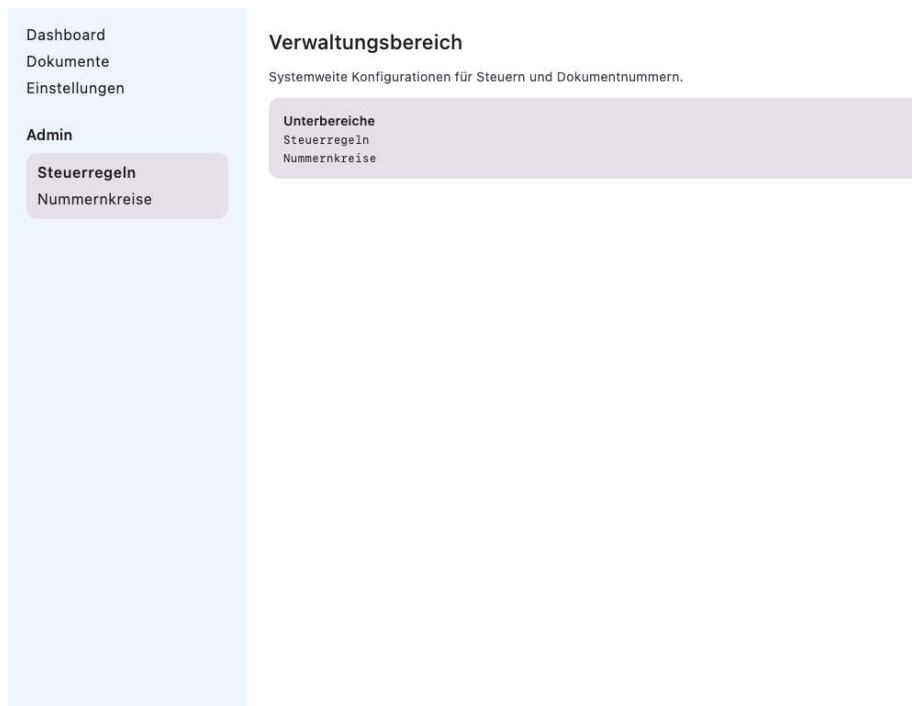 Dashboard
Dokumente
Einstellungen
Admin
Steuerregeln
Nummernkreise
Verwaltungsbereich
Systemweite Konfigurationen für Steuern und Dokumentnummern.
Unterbereiche
Steuerregeln
Nummernkreise